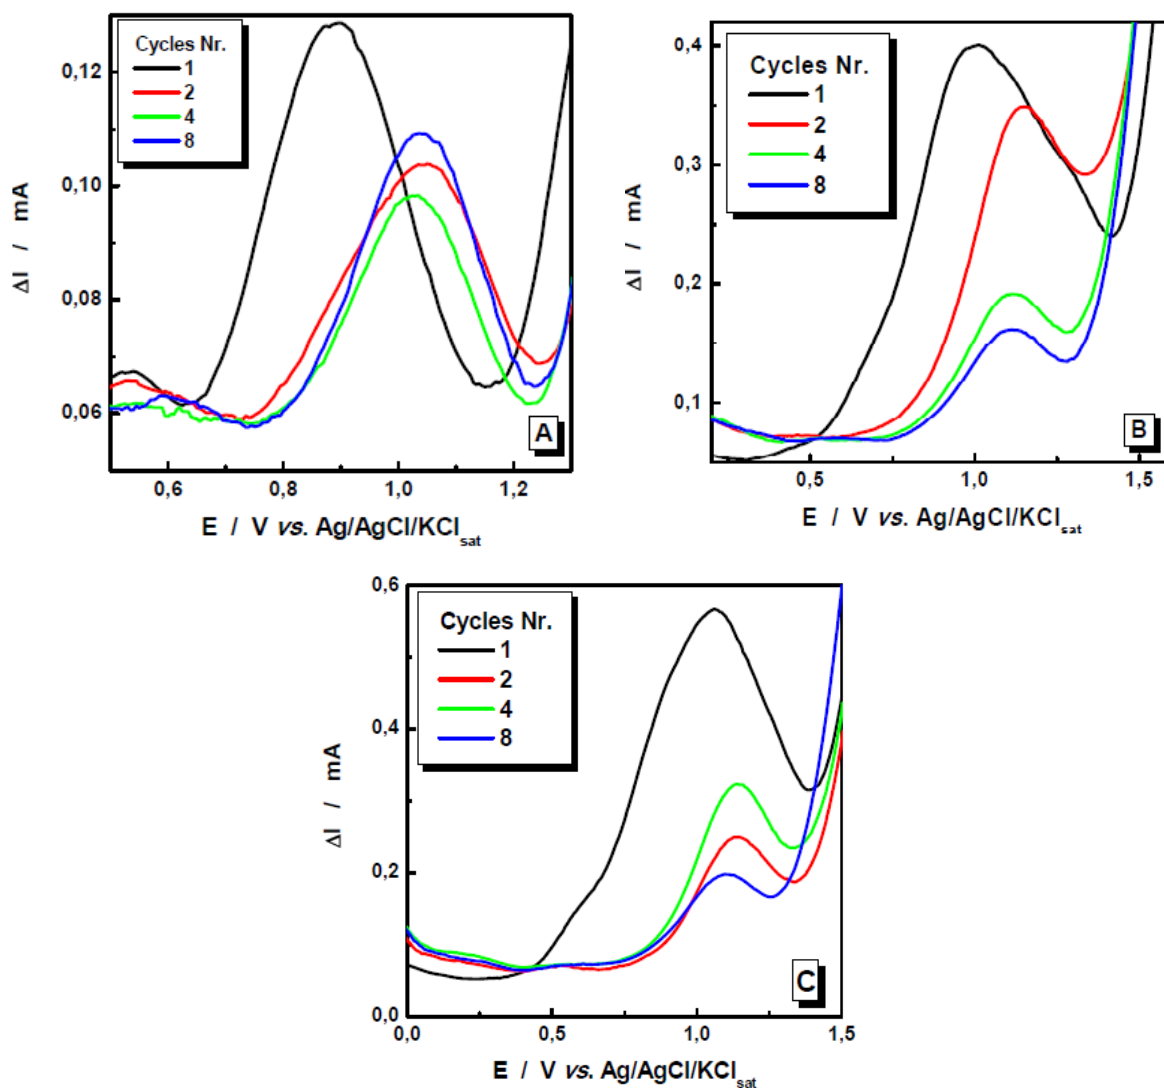 Cycles Nr.
1
2
4
8
0,12
0,10
0,08
0,06
ΔI / mA
0,6 0,8 1,0 1,2
E / V vs. Ag/AgCl/KCl sat
A
Cycles Nr.
1
2
4
8
0,4
0,3
0,2
0,1
ΔI / mA
0,5 1,0 1,5
E / V vs. Ag/AgCl/KCl sat
B
Cycles Nr.
1
2
4
8
0,6
0,4
0,2
0,0
ΔI / mA
0,0 0,5 1,0 1,5
E / V vs. Ag/AgCl/KCl sat
C